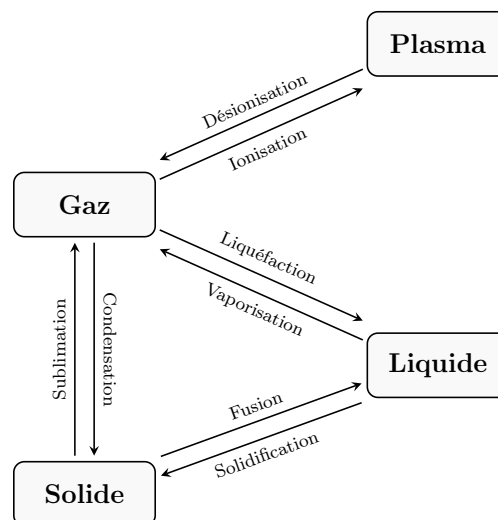 Plasma
Désionisation
Ionisation
Gaz
Liquéfaction
Vaporisation
Sublimation
Condensation
Liquide
Fusion
Solidification
Solide